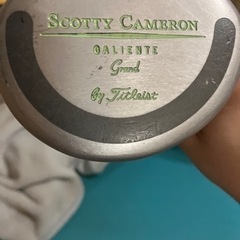 SCOTTY CAMERON
CALIENTE
Grand
By Titleist